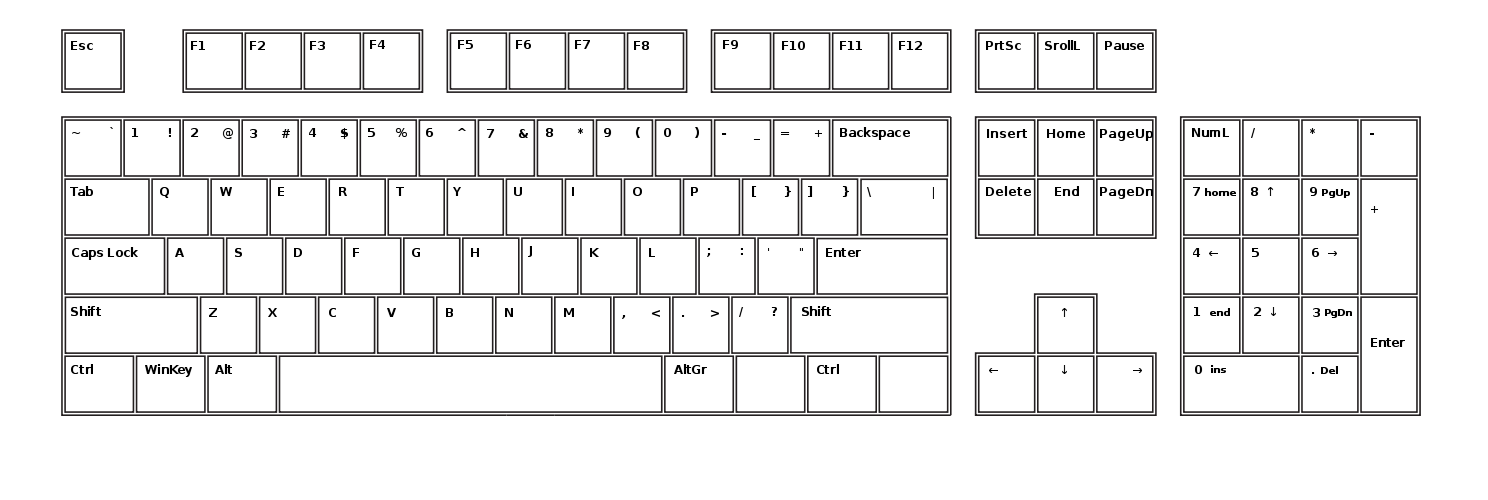 Esc F1 F2 F3 F4 F5 F6 F7 F8 F9 F10 F11 F12 PrtSc SrollL Pause
~ ` 1 ! 2 @ 3 # 4 $ 5 % 6 ^ 7 & 8 * 9 ( 0 ) - _ = + Backspace Insert Home PageUp NumL / * -
Tab Q W E R T Y U I O P [ } ] } \ | Delete End PageDn 7 home 8 ↑ 9 PgUp +
Caps Lock A S D F G H J K L ; : ' " Enter 4 ← 5 6 →
Shift Z X C V B N M , < . > / ? Shift ↑ 1 end 2 ↓ 3 PgDn Enter
Ctrl WinKey Alt AltGr Ctrl ← ↓ → 0 ins . Del